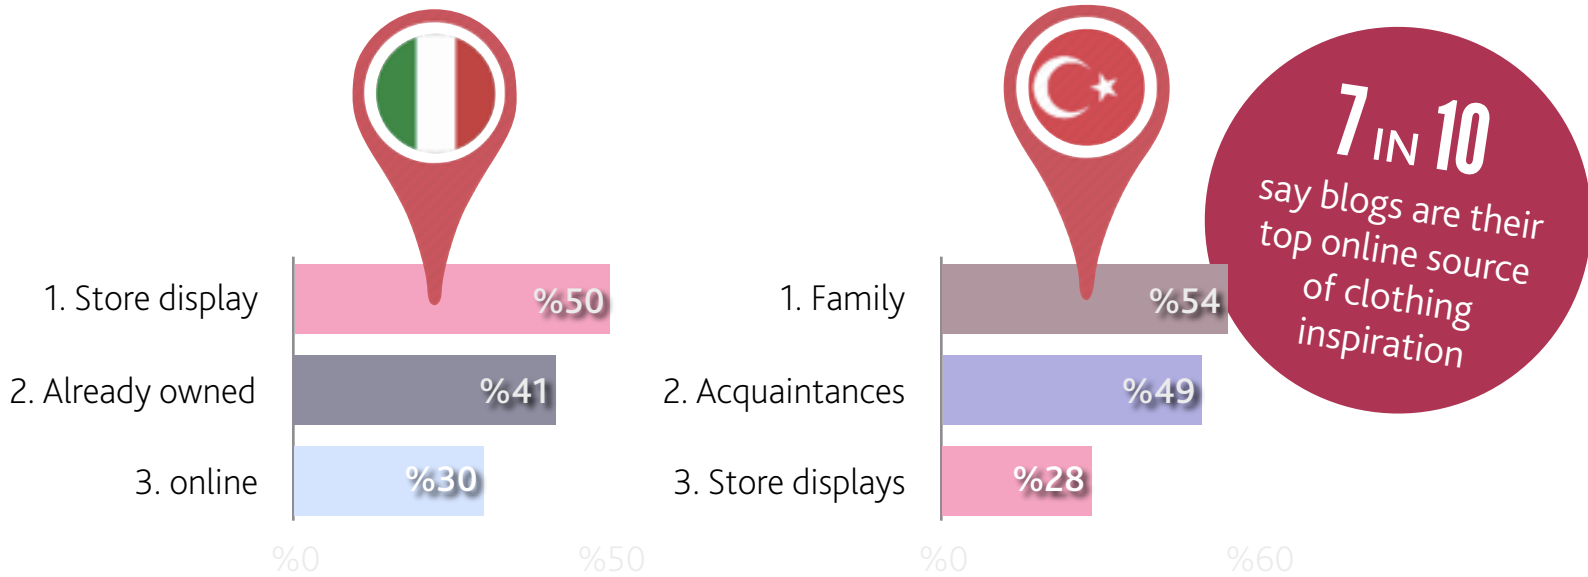 1. Store display
%50
2. Already owned
%41
3. online
%30
%0
%50
1. Family
%54
2. Acquaintances
%49
3. Store displays
%28
%0
%60
7 IN 10
say blogs are their
top online source
of clothing
inspiration